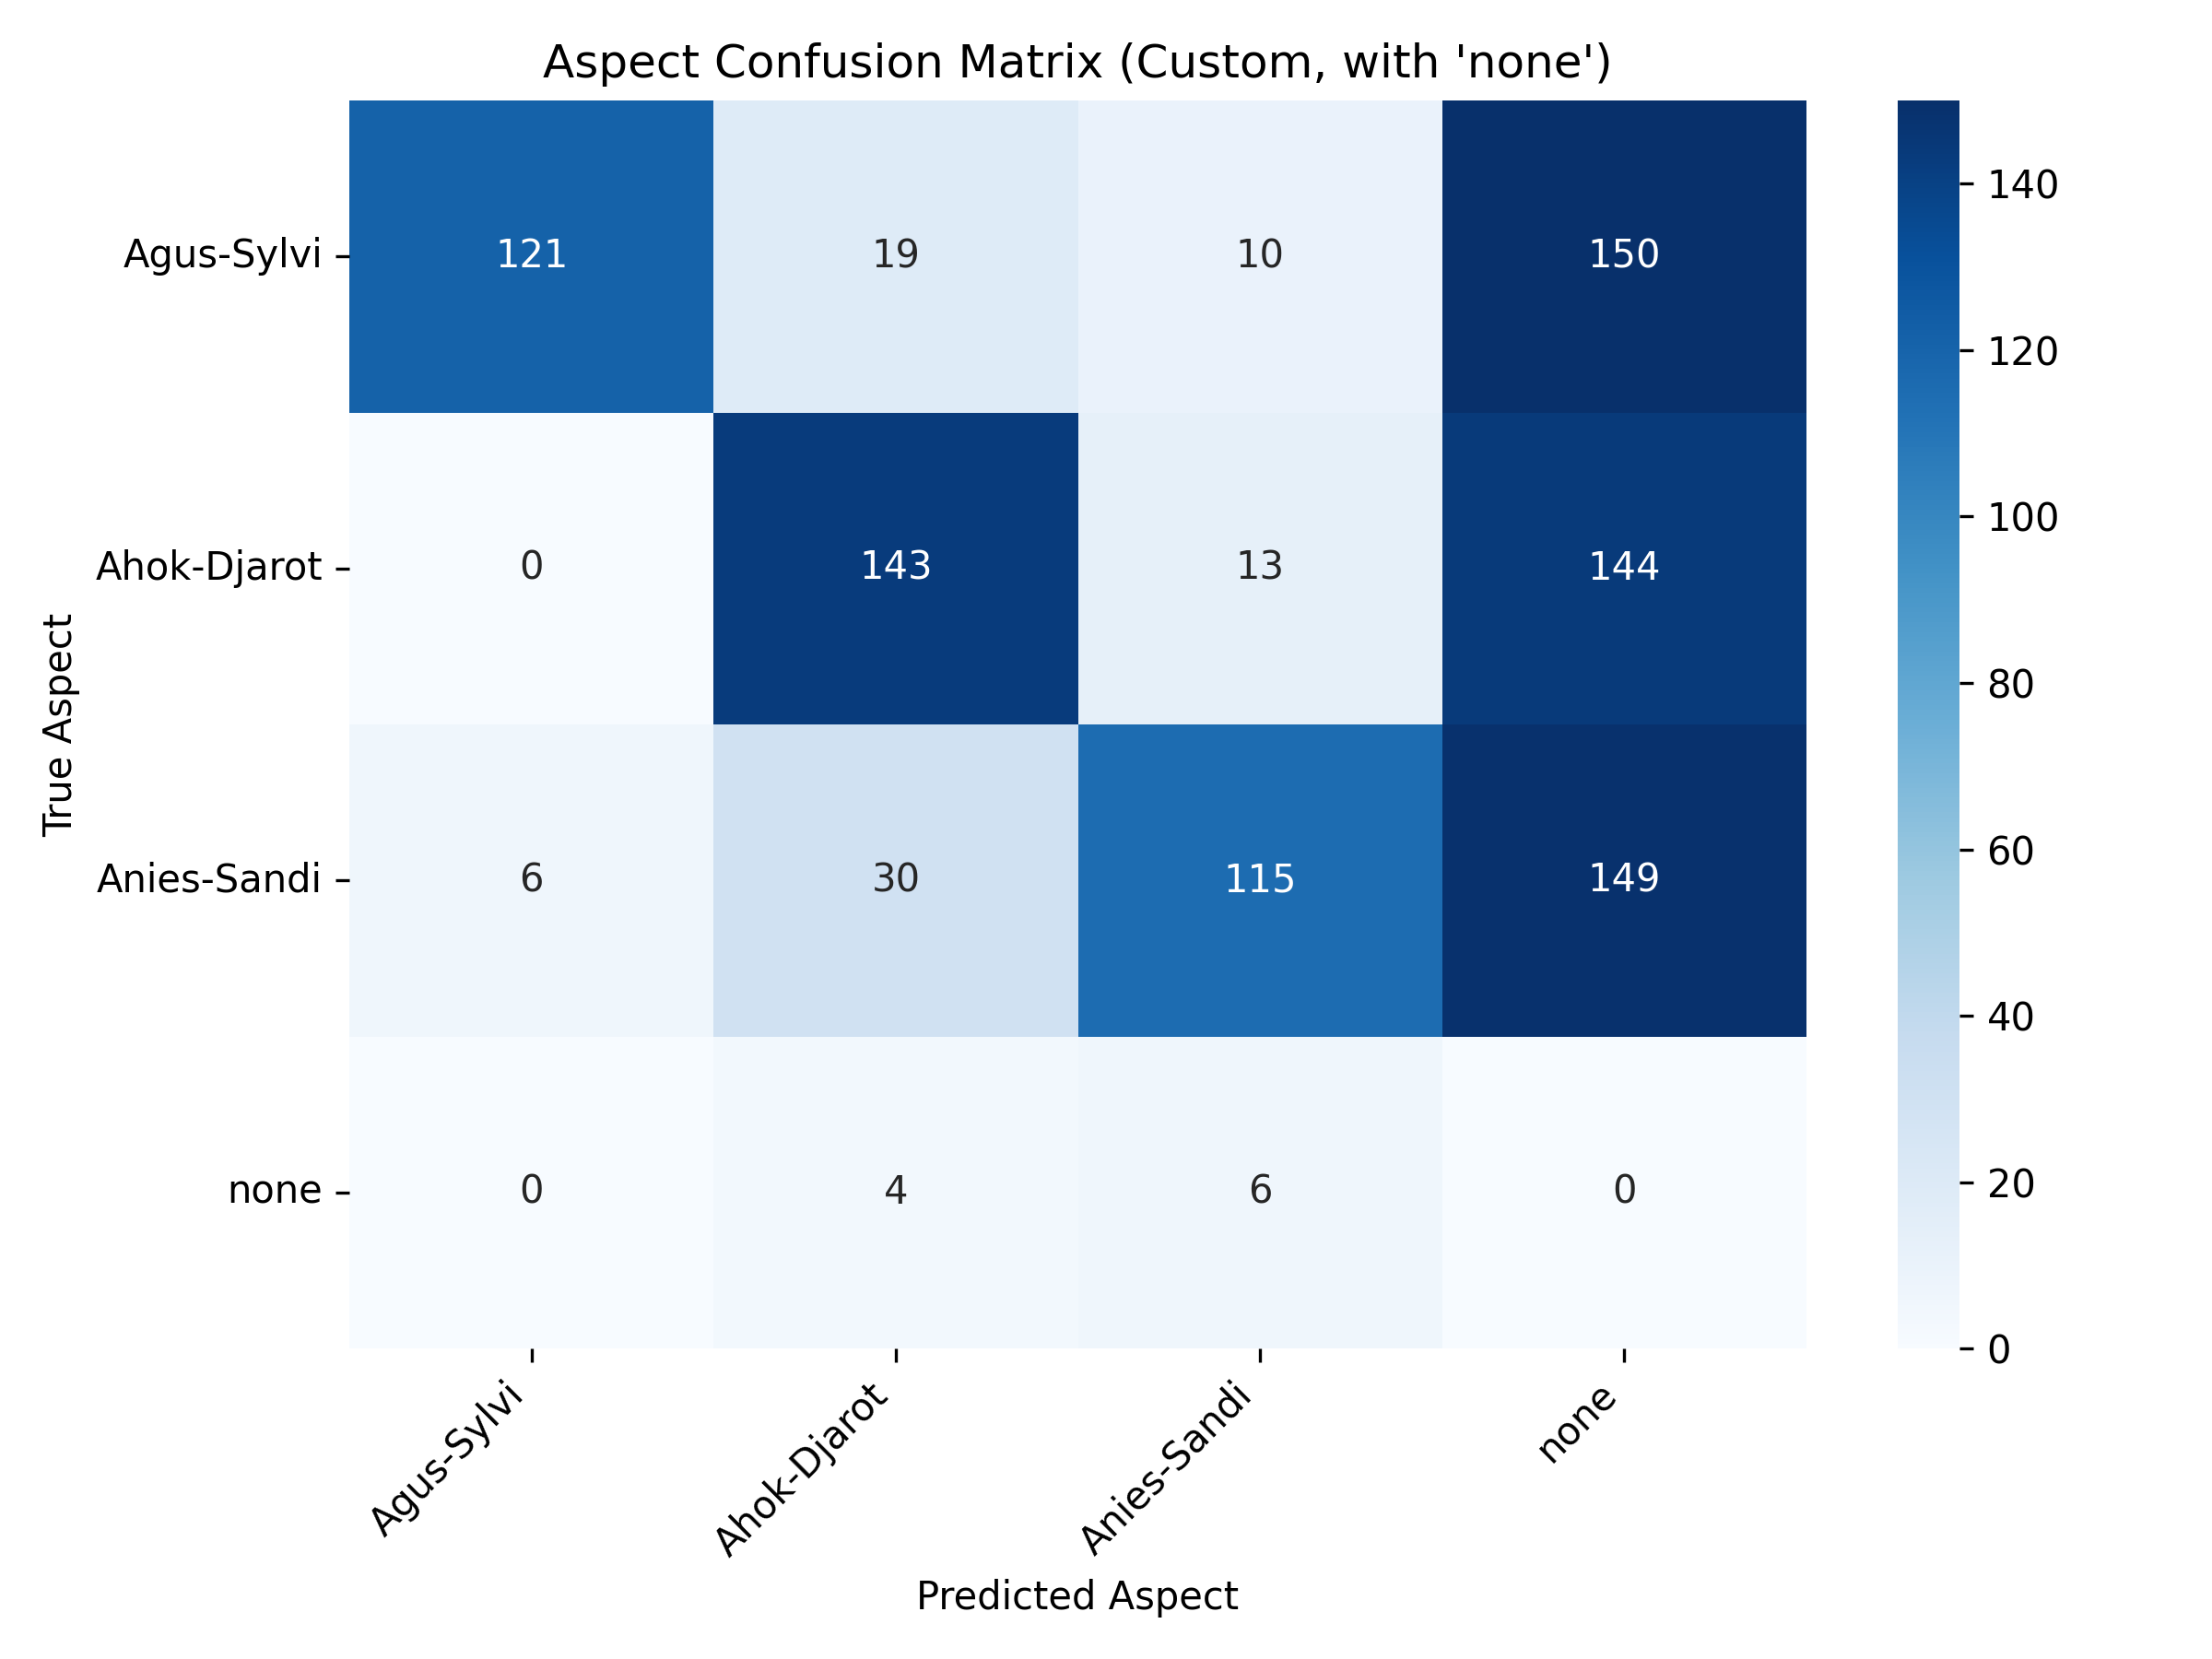 Aspect Confusion Matrix (Custom, with 'none')
True Aspect
Agus-Sylvi 121 19 10 150
Ahok-Djarot 0 143 13 144
Anies-Sandi 6 30 115 149
none 0 4 6 0
Agus-Sylvi Ahok-Djarot Anies-Sandi none
Predicted Aspect
140
120
100
80
60
40
20
0